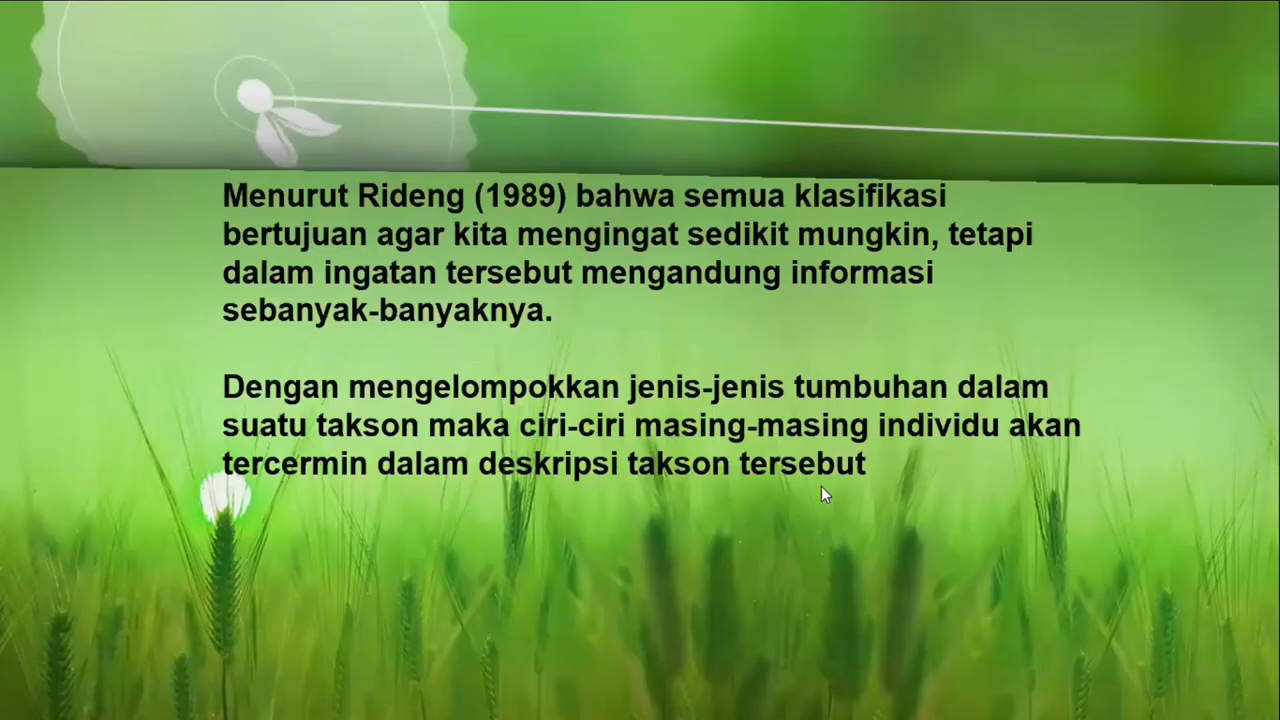 Menurut Rideng (1989) bahwa semua klasifikasi
bertujuan agar kita mengingat sedikit mungkin, tetapi
dalam ingatan tersebut mengandung informasi
sebanyak-banyaknya.
Dengan mengelompokkan jenis-jenis tumbuhan dalam
suatu takson maka ciri-ciri masing-masing individu akan
tercermin dalam deskripsi takson tersebut